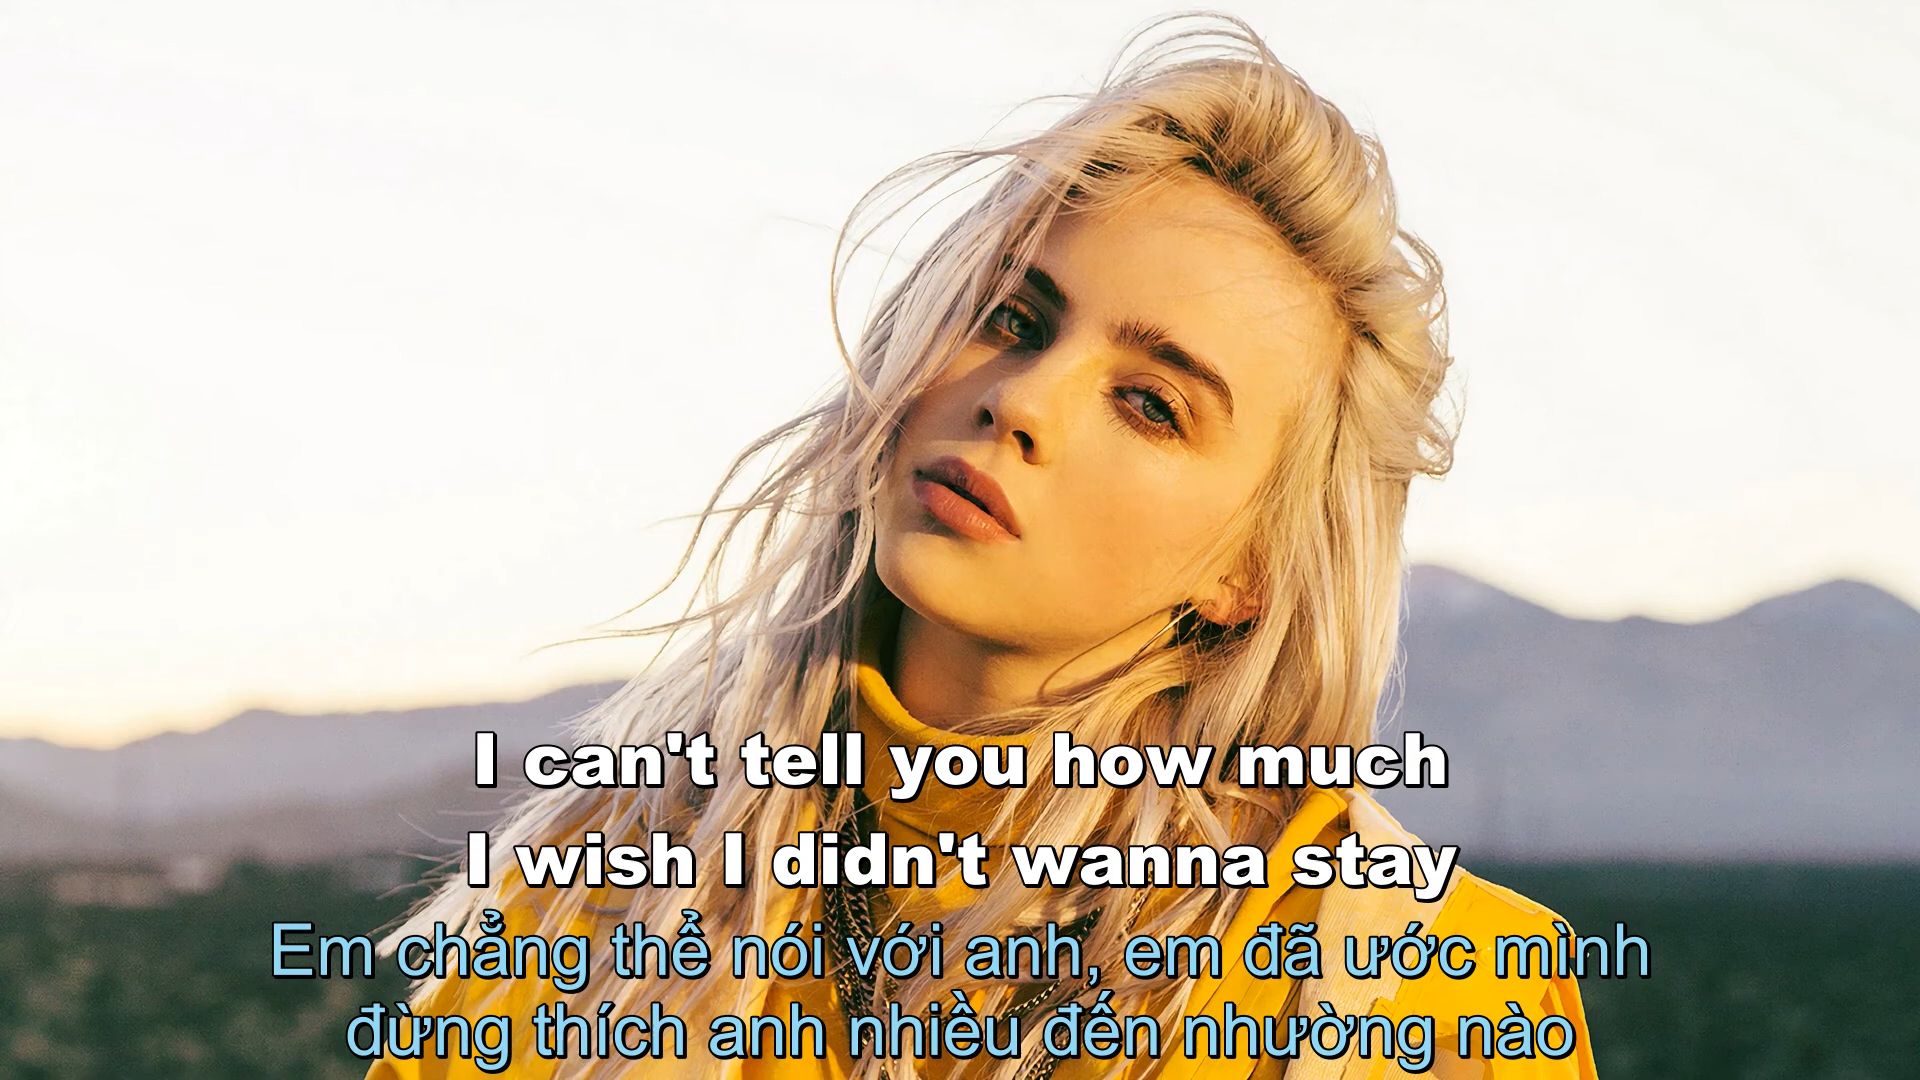 I can't tell you how much
I wish I didn't wanna stay
Em chẳng thể nói với anh, em đã ước mình
đừng thích anh nhiều đến nhường nào